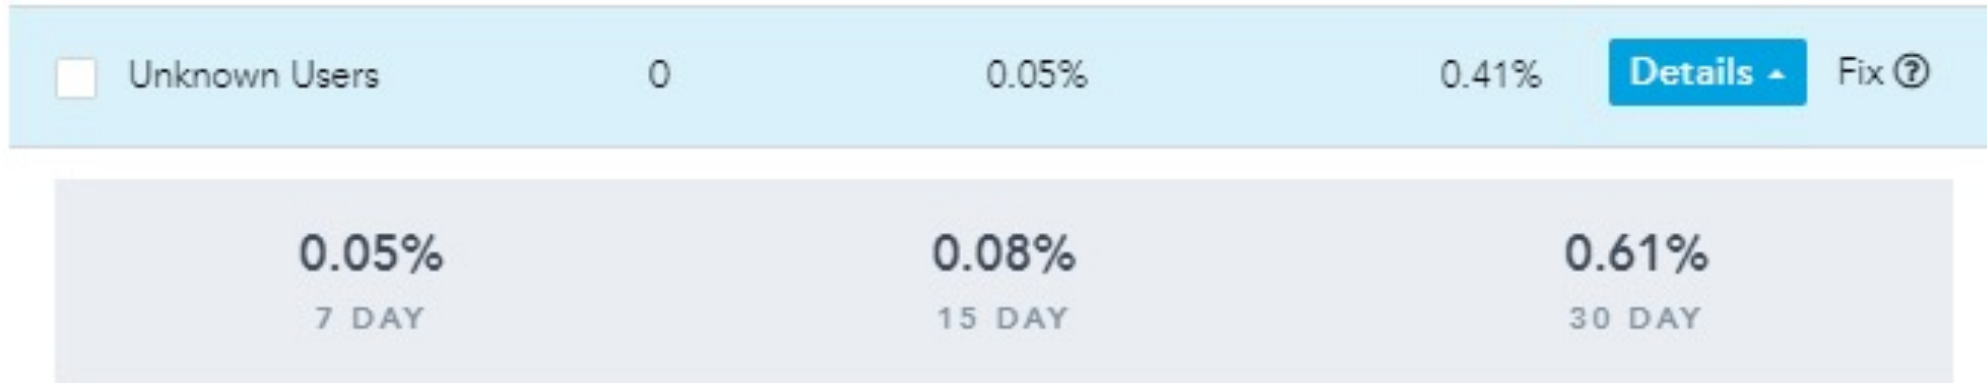 Unknown Users 0 0.05% 0.41% Details Fix ?
0.05% 0.08% 0.61%
7 DAY 15 DAY 30 DAY